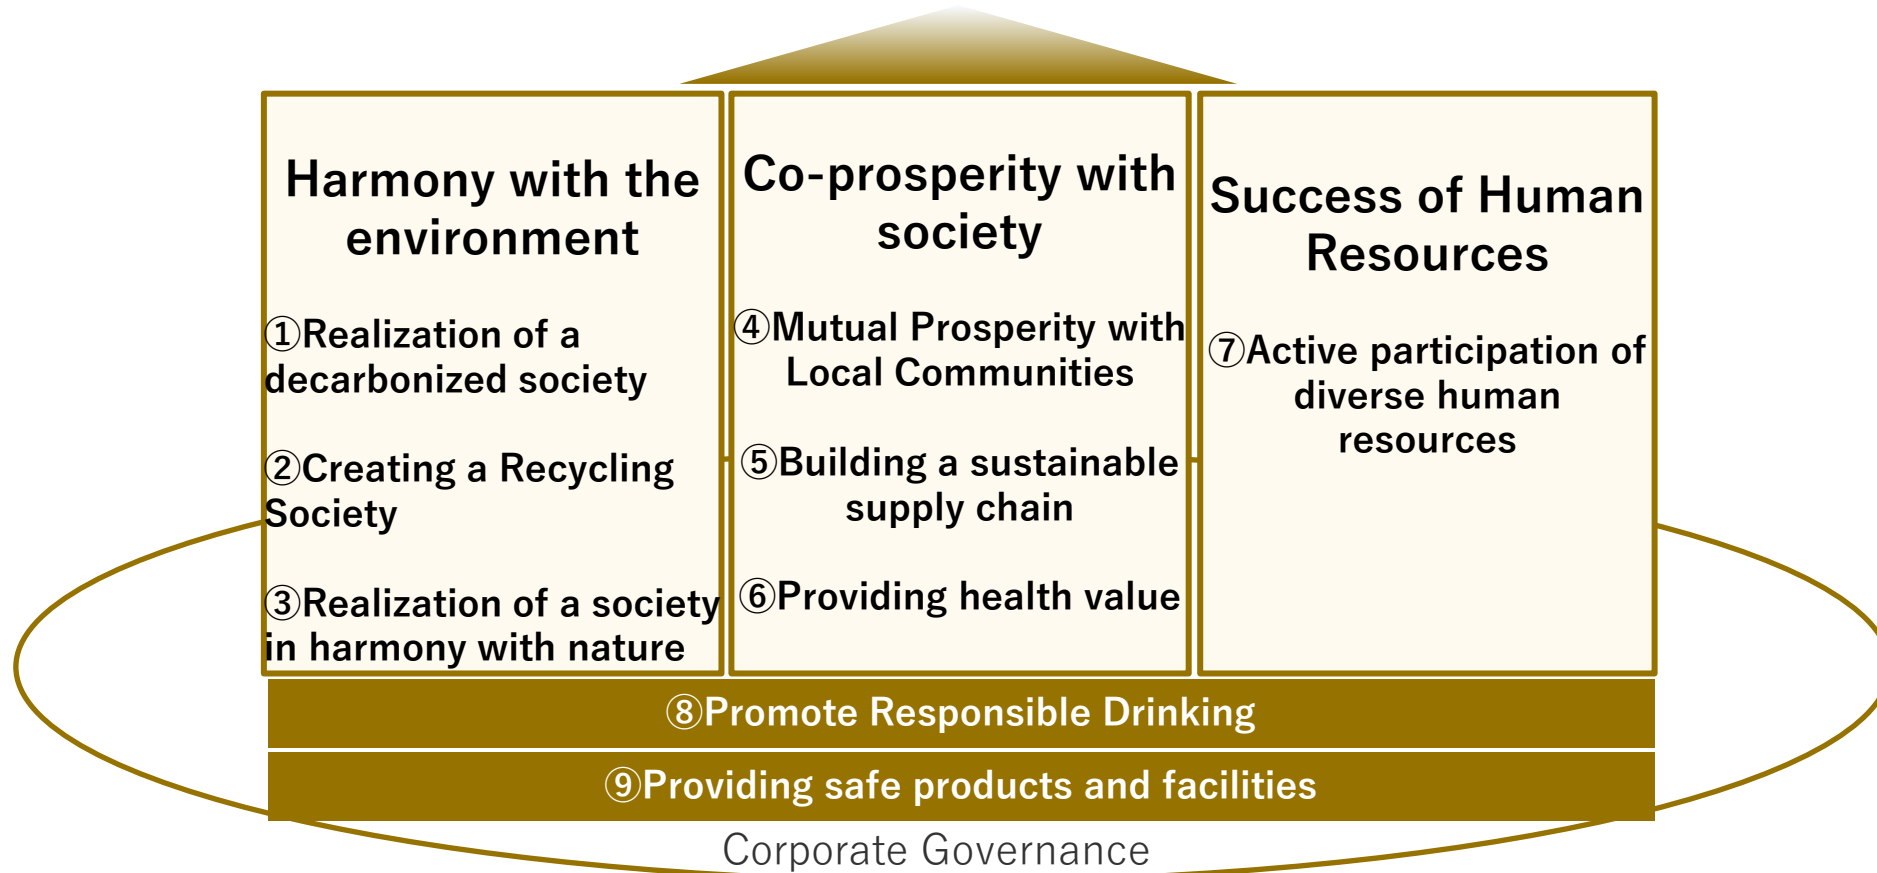 Harmony with the
environment
①Realization of a
decarbonized society
②Creating a Recycling
Society
③Realization of a society
in harmony with nature
Co-prosperity with
society
④Mutual Prosperity with
Local Communities
⑤Building a sustainable
supply chain
⑥Providing health value
Success of Human
Resources
⑦Active participation of
diverse human
resources
⑧Promote Responsible Drinking
⑨Providing safe products and facilities
Corporate Governance